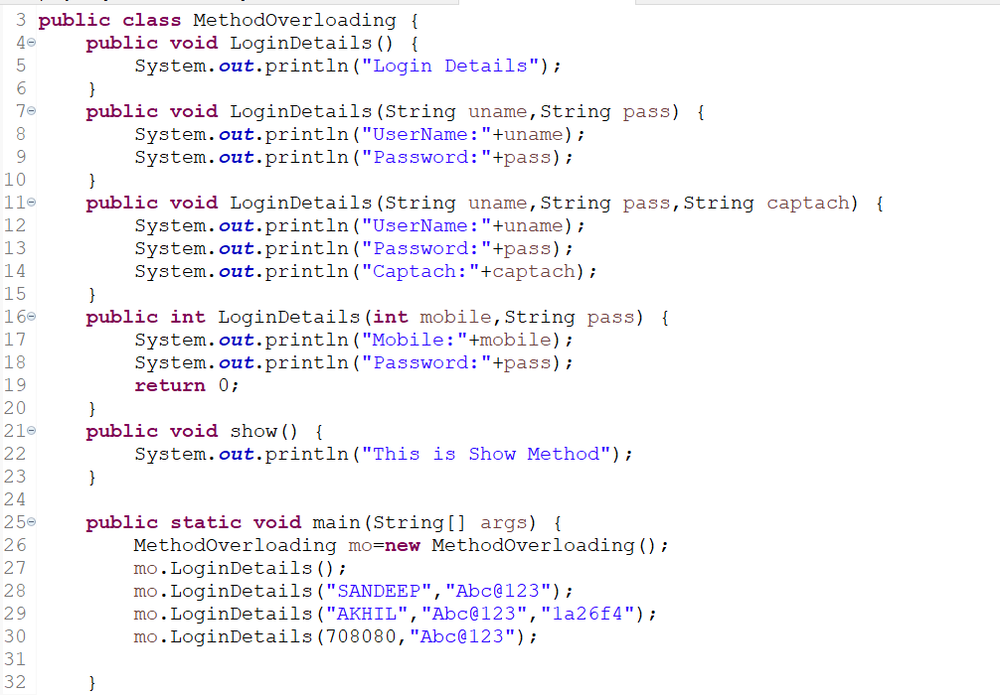 3 public class MethodOverloading {
4 public void LoginDetails() {
5 System.out.println("Login Details");
6 }
7 public void LoginDetails(String uname,String pass) {
8 System.out.println("UserName:"+uname);
9 System.out.println("Password:"+pass);
10 }
11 public void LoginDetails(String uname,String pass,String captach) {
12 System.out.println("UserName:"+uname);
13 System.out.println("Password:"+pass);
14 System.out.println("Captach:"+captach);
15 }
16 public int LoginDetails(int mobile,String pass) {
17 System.out.println("Mobile:"+mobile);
18 System.out.println("Password:"+pass);
19 return 0;
20 }
21 public void show() {
22 System.out.println("This is Show Method");
23 }
24
25 public static void main(String[] args) {
26 MethodOverloading mo=new MethodOverloading();
27 mo.LoginDetails();
28 mo.LoginDetails("SANDEEP","Abc@123");
29 mo.LoginDetails("AKHIL","Abc@123","1a26f4");
30 mo.LoginDetails(708080,"Abc@123");
31
32 }